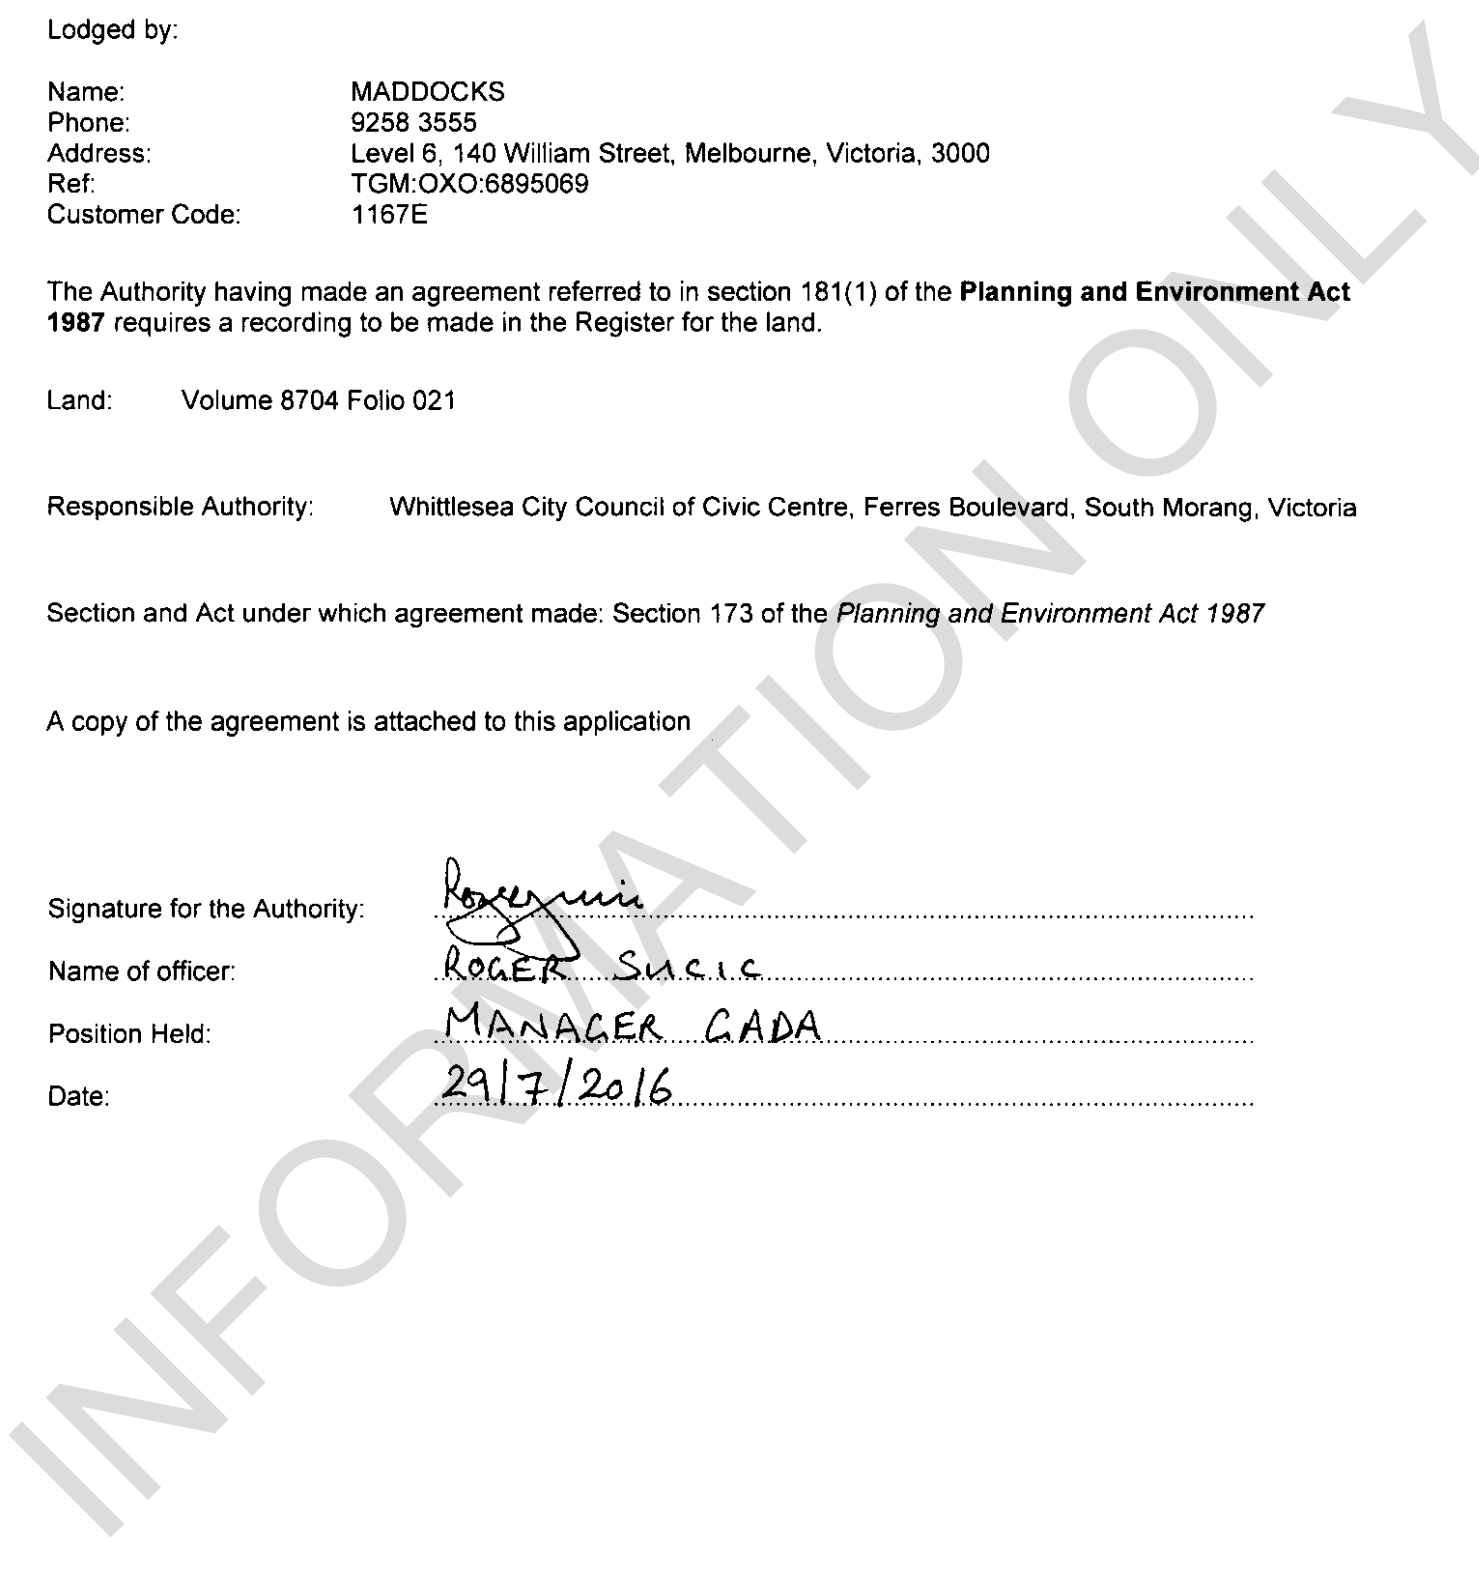 Lodged by:
Name: MADDOCKS
Phone: 9258 3555
Address: Level 6, 140 William Street, Melbourne, Victoria, 3000
Ref: TGM:OXO:6895069
Customer Code: 1167E
The Authority having made an agreement referred to in section 181(1) of the Planning and Environment Act
1987 requires a recording to be made in the Register for the land.
Land: Volume 8704 Folio 021
Responsible Authority: Whittlesea City Council of Civic Centre, Ferres Boulevard, South Morang, Victoria
Section and Act under which agreement made: Section 173 of the Planning and Environment Act 1987
A copy of the agreement is attached to this application
Signature for the Authority:
Name of officer: ROGER SUCIC
Position Held: MANAGER GADA
Date: 29/7/2016
INFORMATION ONLY